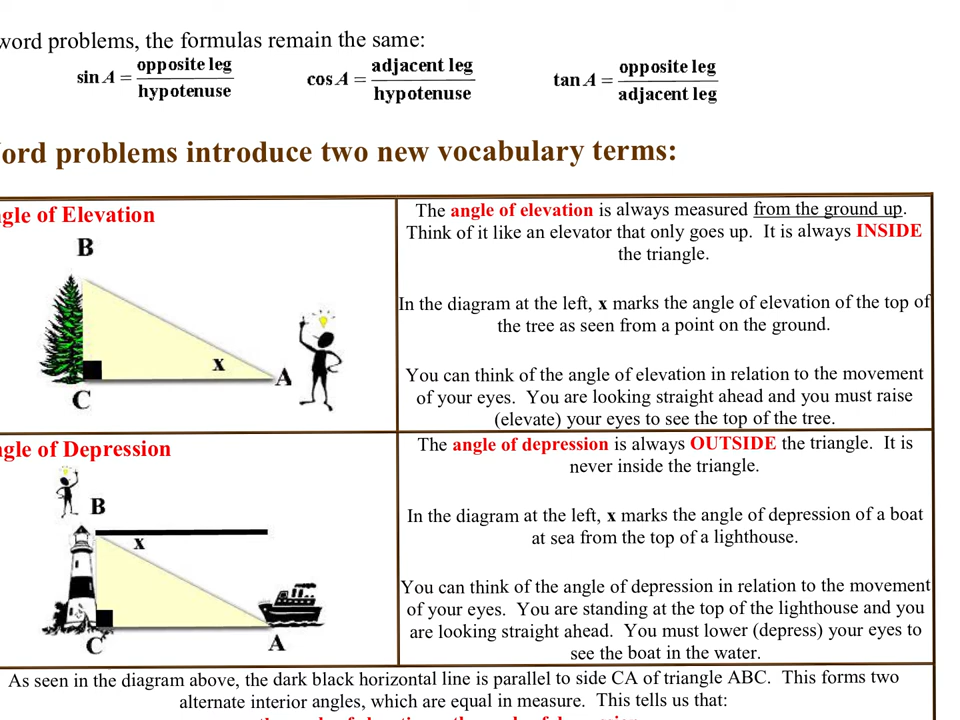 word problems, the formulas remain the same:
sin A = opposite leg / hypotenuse cos A = adjacent leg / hypotenuse tan A = opposite leg / adjacent leg
ord problems introduce two new vocabulary terms:
gle of Elevation
B
x
A
C
The angle of elevation is always measured from the ground up.
Think of it like an elevator that only goes up. It is always INSIDE
the triangle.
In the diagram at the left, x marks the angle of elevation of the top of
the tree as seen from a point on the ground.
You can think of the angle of elevation in relation to the movement
of your eyes. You are looking straight ahead and you must raise
(elevate) your eyes to see the top of the tree.
gle of Depression
B
x
C
A
The angle of depression is always OUTSIDE the triangle. It is
never inside the triangle.
In the diagram at the left, x marks the angle of depression of a boat
at sea from the top of a lighthouse.
You can think of the angle of depression in relation to the movement
of your eyes. You are standing at the top of the lighthouse and you
are looking straight ahead. You must lower (depress) your eyes to
see the boat in the water.
As seen in the diagram above, the dark black horizontal line is parallel to side CA of triangle ABC. This forms two
alternate interior angles, which are equal in measure. This tells us that: